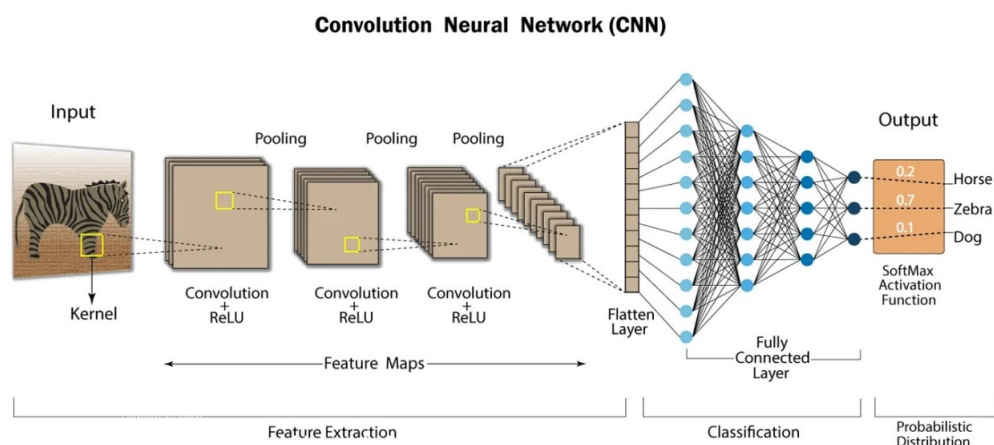 Convolution Neural Network (CNN)
Input
Kernel
Pooling
Pooling
Pooling
Convolution
+
ReLU
Convolution
+
ReLU
Convolution
+
ReLU
Feature Maps
Flatten
Layer
Fully
Connected
Layer
Output
0.2
Horse
0.7
Zebra
0.1
Dog
SoftMax
Activation
Function
Feature Extraction
Classification
Probabilistic
Distribution